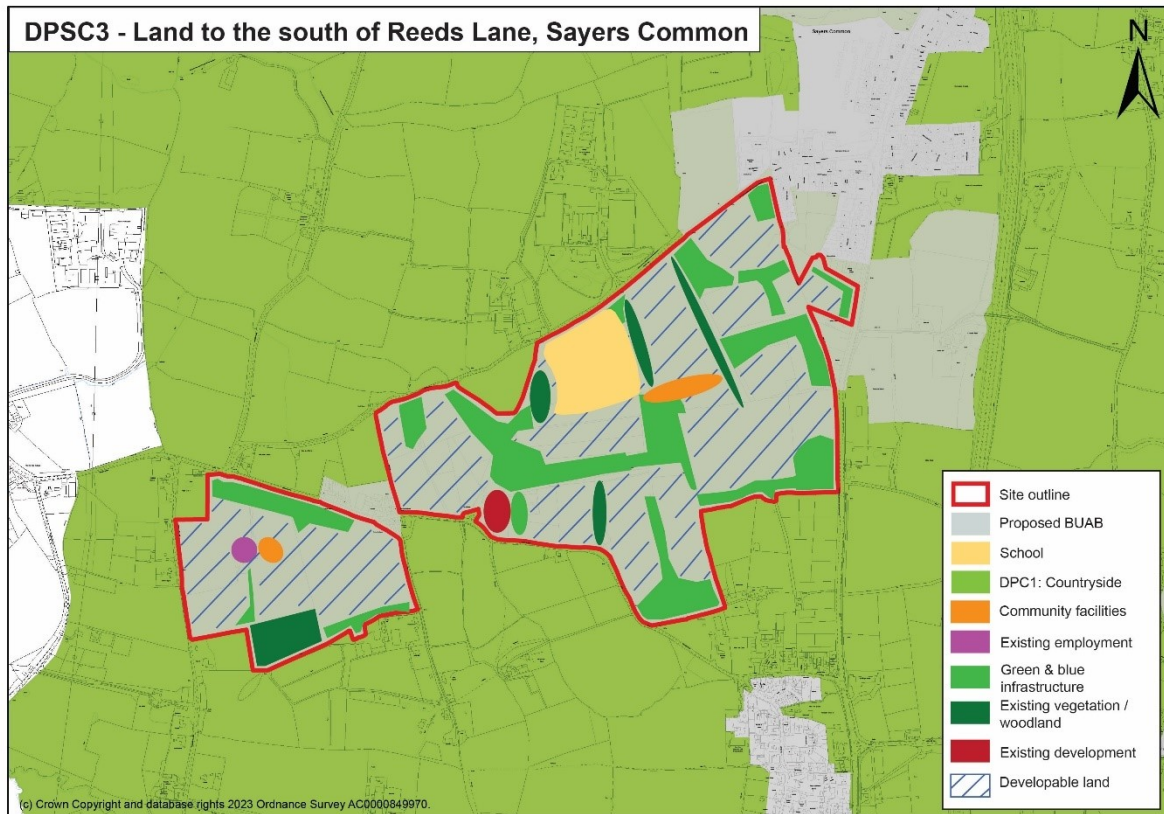 DPSC3 - Land to the south of Reeds Lane, Sayers Common
N
Sayers Common
Site outline
Proposed BUAB
School
DPC1: Countryside
Community facilities
Existing employment
Green & blue
infrastructure
Existing vegetation /
woodland
Existing development
Developable land
(c) Crown Copyright and database rights 2023 Ordnance Survey AC0000849970.